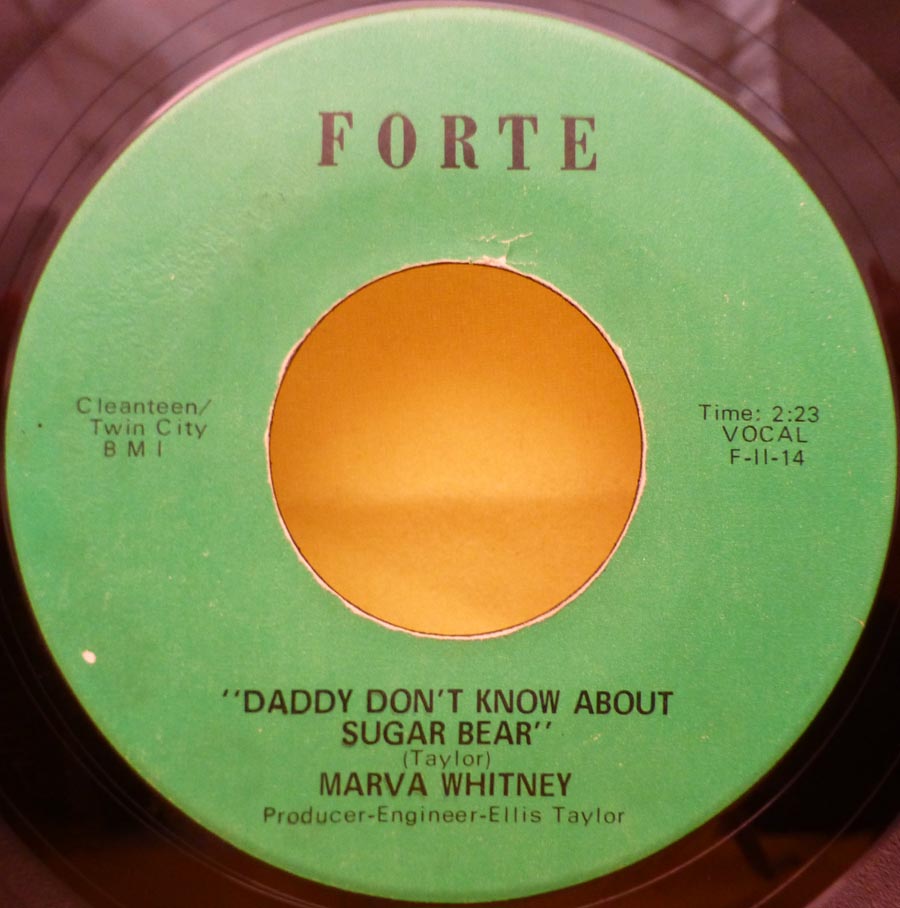 FORTE
Cleanteen/
Twin City
BMI
Time: 2:23
VOCAL
F-II-14
''DADDY DON'T KNOW ABOUT
SUGAR BEAR''
(Taylor)
MARVA WHITNEY
Producer-Engineer-Ellis Taylor